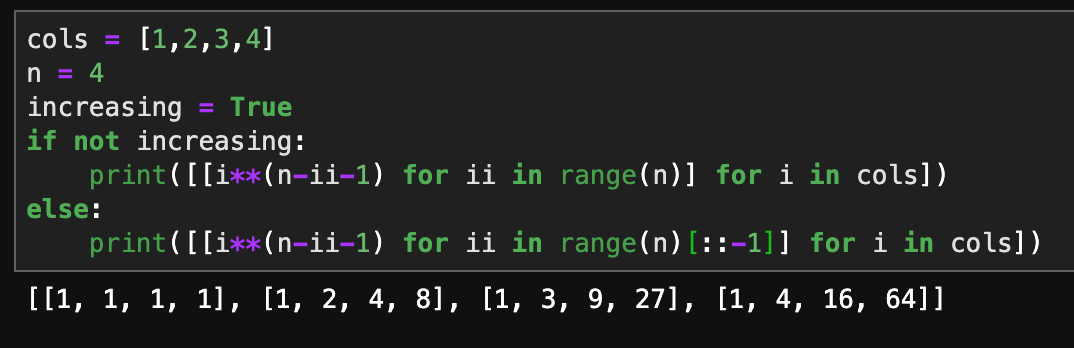 cols = [1,2,3,4]
n = 4
increasing = True
if not increasing:
    print([[i**(n-ii-1) for ii in range(n)] for i in cols])
else:
    print([[i**(n-ii-1) for ii in range(n)[::-1]] for i in cols])
[[1, 1, 1, 1], [1, 2, 4, 8], [1, 3, 9, 27], [1, 4, 16, 64]]